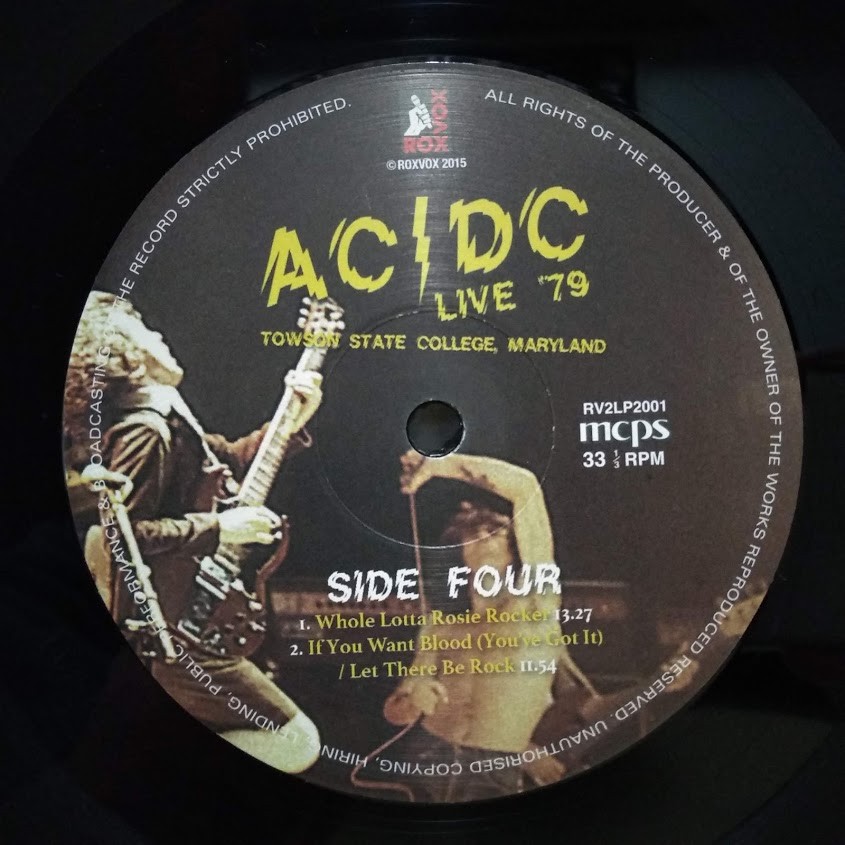 ROX VOX
© ROXVOX 2015
ALL RIGHTS OF THE PRODUCER & OF THE OWNER OF THE WORKS REPRODUCED RESERVED. UNAUTHORISED COPYING, HIRING, LENDING, PUBLIC PERFORMANCE & BROADCASTING OF THE RECORD STRICTLY PROHIBITED.
AC/DC
LIVE '79
TOWSON STATE COLLEGE, MARYLAND
RV2LP2001
mcps
33 ⅓ RPM
SIDE FOUR
1. Whole Lotta Rosie Rocker 13.27
2. If You Want Blood (You've Got It)
/ Let There Be Rock 11.54